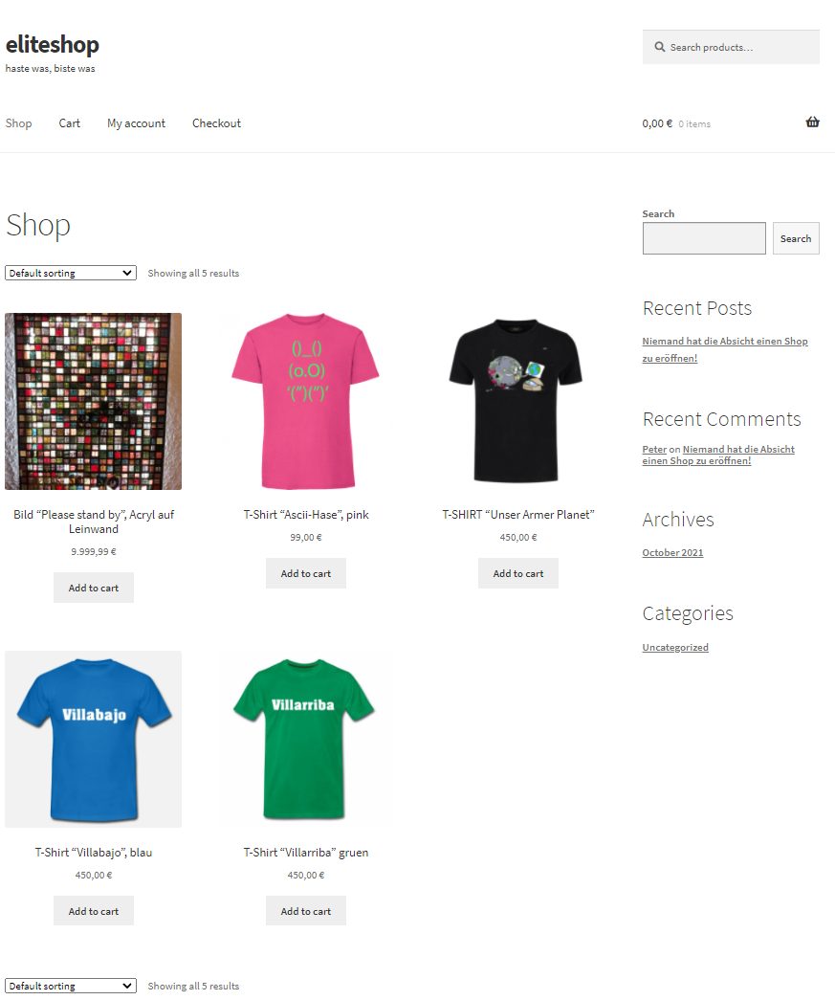 eliteshop
haste was, biste was
Search products…
Shop Cart My account Checkout
0,00 € 0 items
Shop
Default sorting Showing all 5 results
()_()
(o.O)
‘(“)(“)’
Bild “Please stand by”, Acryl auf
Leinwand
9.999,99 €
Add to cart
T-Shirt “Ascii-Hase”, pink
99,00 €
Add to cart
T-SHIRT “Unser Armer Planet”
450,00 €
Add to cart
Villabajo
T-Shirt “Villabajo”, blau
450,00 €
Add to cart
Villarriba
T-Shirt “Villarriba” gruen
450,00 €
Add to cart
Default sorting Showing all 5 results
Search
Search
Recent Posts
Niemand hat die Absicht einen Shop
zu eröffnen!
Recent Comments
Peter on Niemand hat die Absicht
einen Shop zu eröffnen!
Archives
October 2021
Categories
Uncategorized